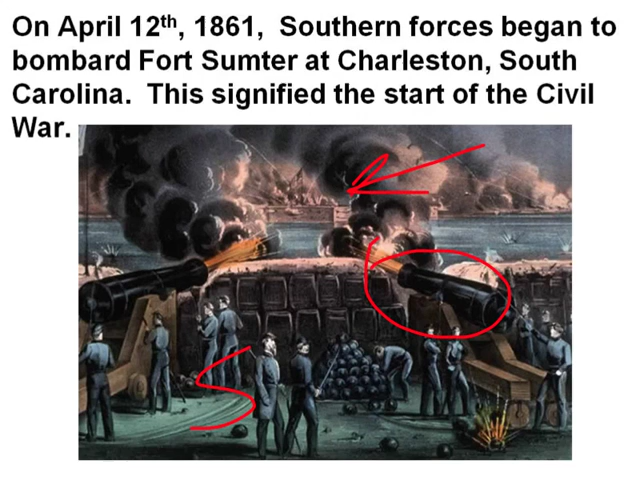 On April 12th, 1861,  Southern forces began to
bombard Fort Sumter at Charleston, South
Carolina.  This signified the start of the Civil
War.
S